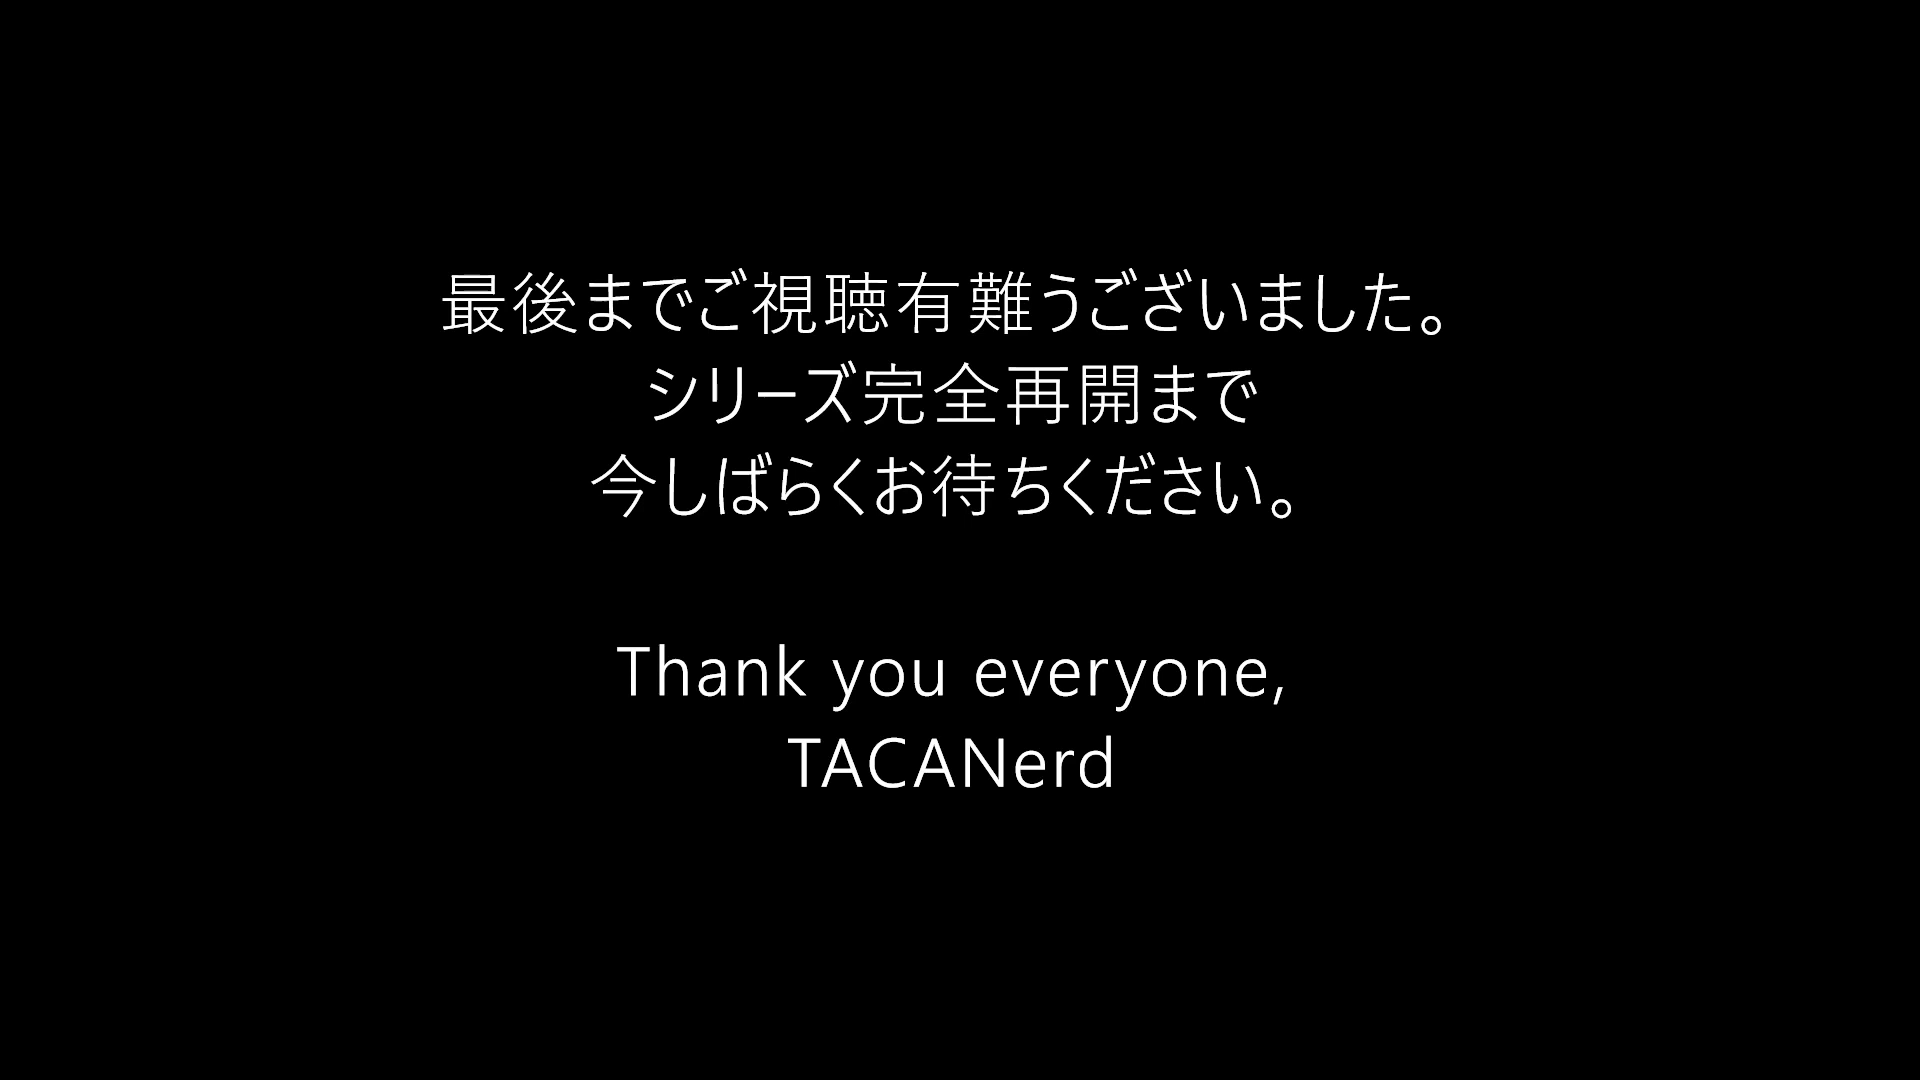 最後までご視聴有難うございました。
シリーズ完全再開まで
今しばらくお待ちください。
Thank you everyone,
TACANerd